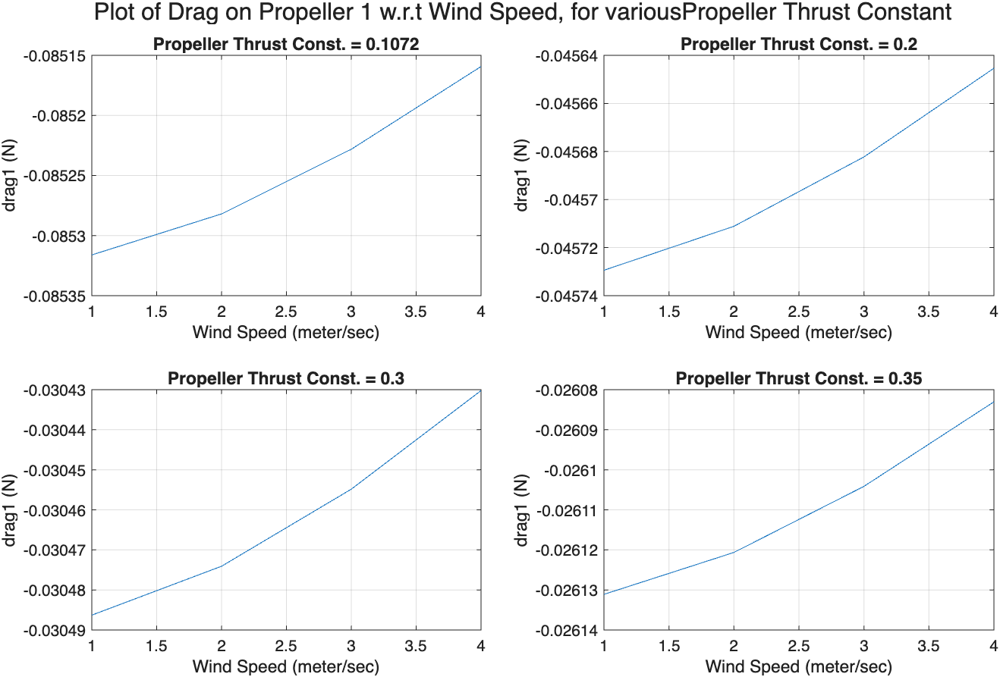 Plot of Drag on Propeller 1 w.r.t Wind Speed, for variousPropeller Thrust Constant
Propeller Thrust Const. = 0.1072
-0.08515
-0.0852
-0.08525
-0.0853
-0.08535
drag1 (N)
1 1.5 2 2.5 3 3.5 4
Wind Speed (meter/sec)
Propeller Thrust Const. = 0.2
-0.04564
-0.04566
-0.04568
-0.0457
-0.04572
-0.04574
drag1 (N)
1 1.5 2 2.5 3 3.5 4
Wind Speed (meter/sec)
Propeller Thrust Const. = 0.3
-0.03043
-0.03044
-0.03045
-0.03046
-0.03047
-0.03048
-0.03049
drag1 (N)
1 1.5 2 2.5 3 3.5 4
Wind Speed (meter/sec)
Propeller Thrust Const. = 0.35
-0.02608
-0.02609
-0.0261
-0.02611
-0.02612
-0.02613
-0.02614
drag1 (N)
1 1.5 2 2.5 3 3.5 4
Wind Speed (meter/sec)